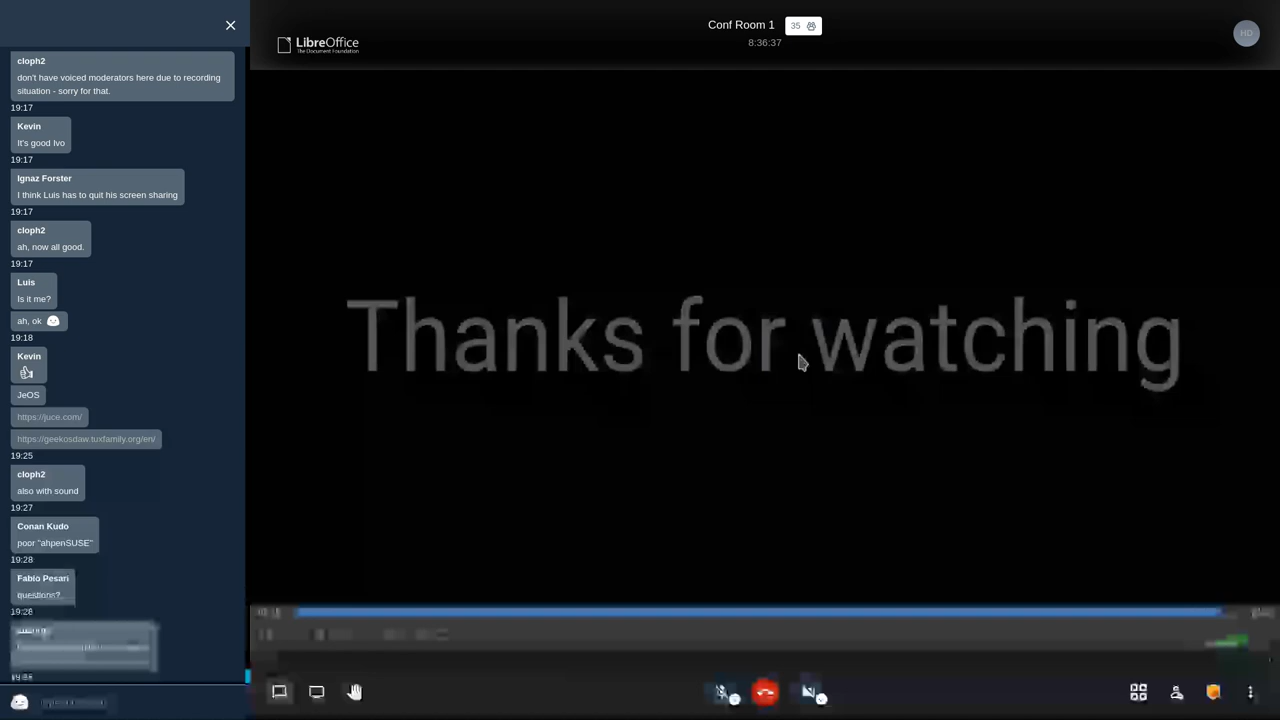 Conf Room 1
35
8:36:37
HD
LibreOffice
The Document Foundation
cloph2
don't have voiced moderators here due to recording
situation - sorry for that.
19:17
Kevin
It's good Ivo
19:17
Ignaz Forster
I think Luis has to quit his screen sharing
19:17
cloph2
ah, now all good.
19:17
Luis
Is it me?
ah, ok
19:18
Kevin
JeOS
https://juce.com/
https://geekosdaw.tuxfamily.org/en/
19:25
cloph2
also with sound
19:27
Conan Kudo
poor "ahpenSUSE"
19:28
Fabio Pesari
questions?
19:28
Thanks for watching